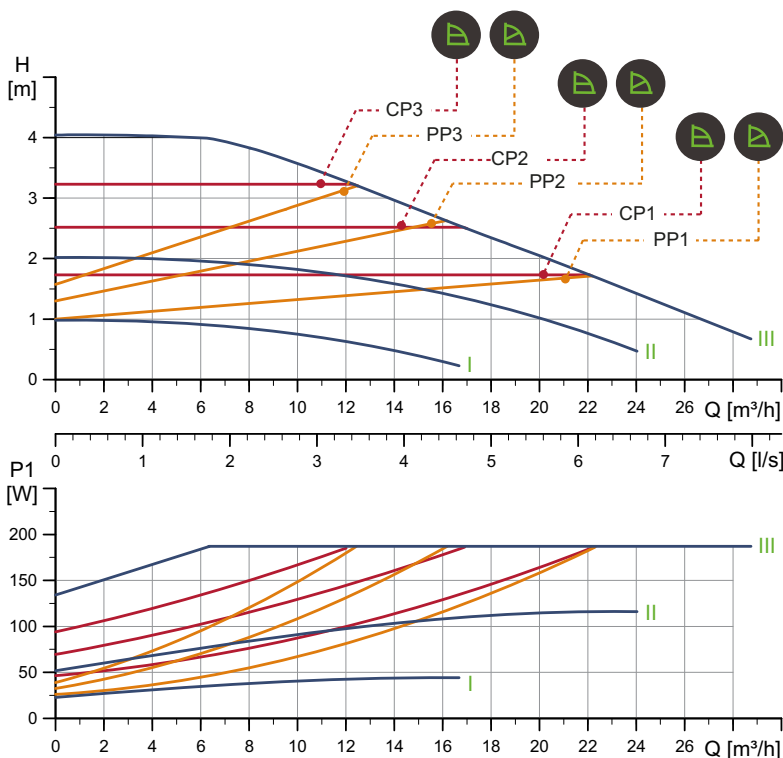 H
[m]
CP3
PP3
CP2
PP2
CP1
PP1
4
3
2
1
0
I
II
III
0 2 4 6 8 10 12 14 16 18 20 22 24 26 Q [m³/h]
0 1 2 3 4 5 6 7 Q [l/s]
P1
[W]
200
150
100
50
0
III
II
I
0 2 4 6 8 10 12 14 16 18 20 22 24 26 Q [m³/h]